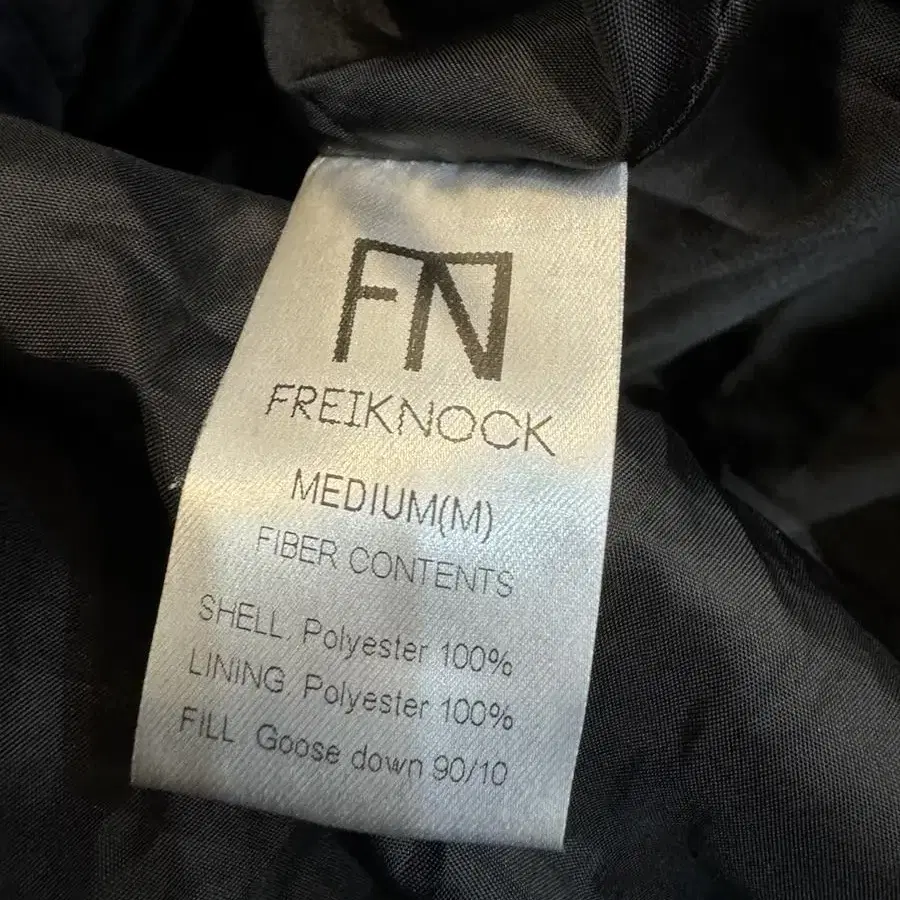 FN
FREIKNOCK
MEDIUM(M)
FIBER CONTENTS
SHELL. Polyester 100%
LINING Polyester 100%
FILL Goose down 90/10